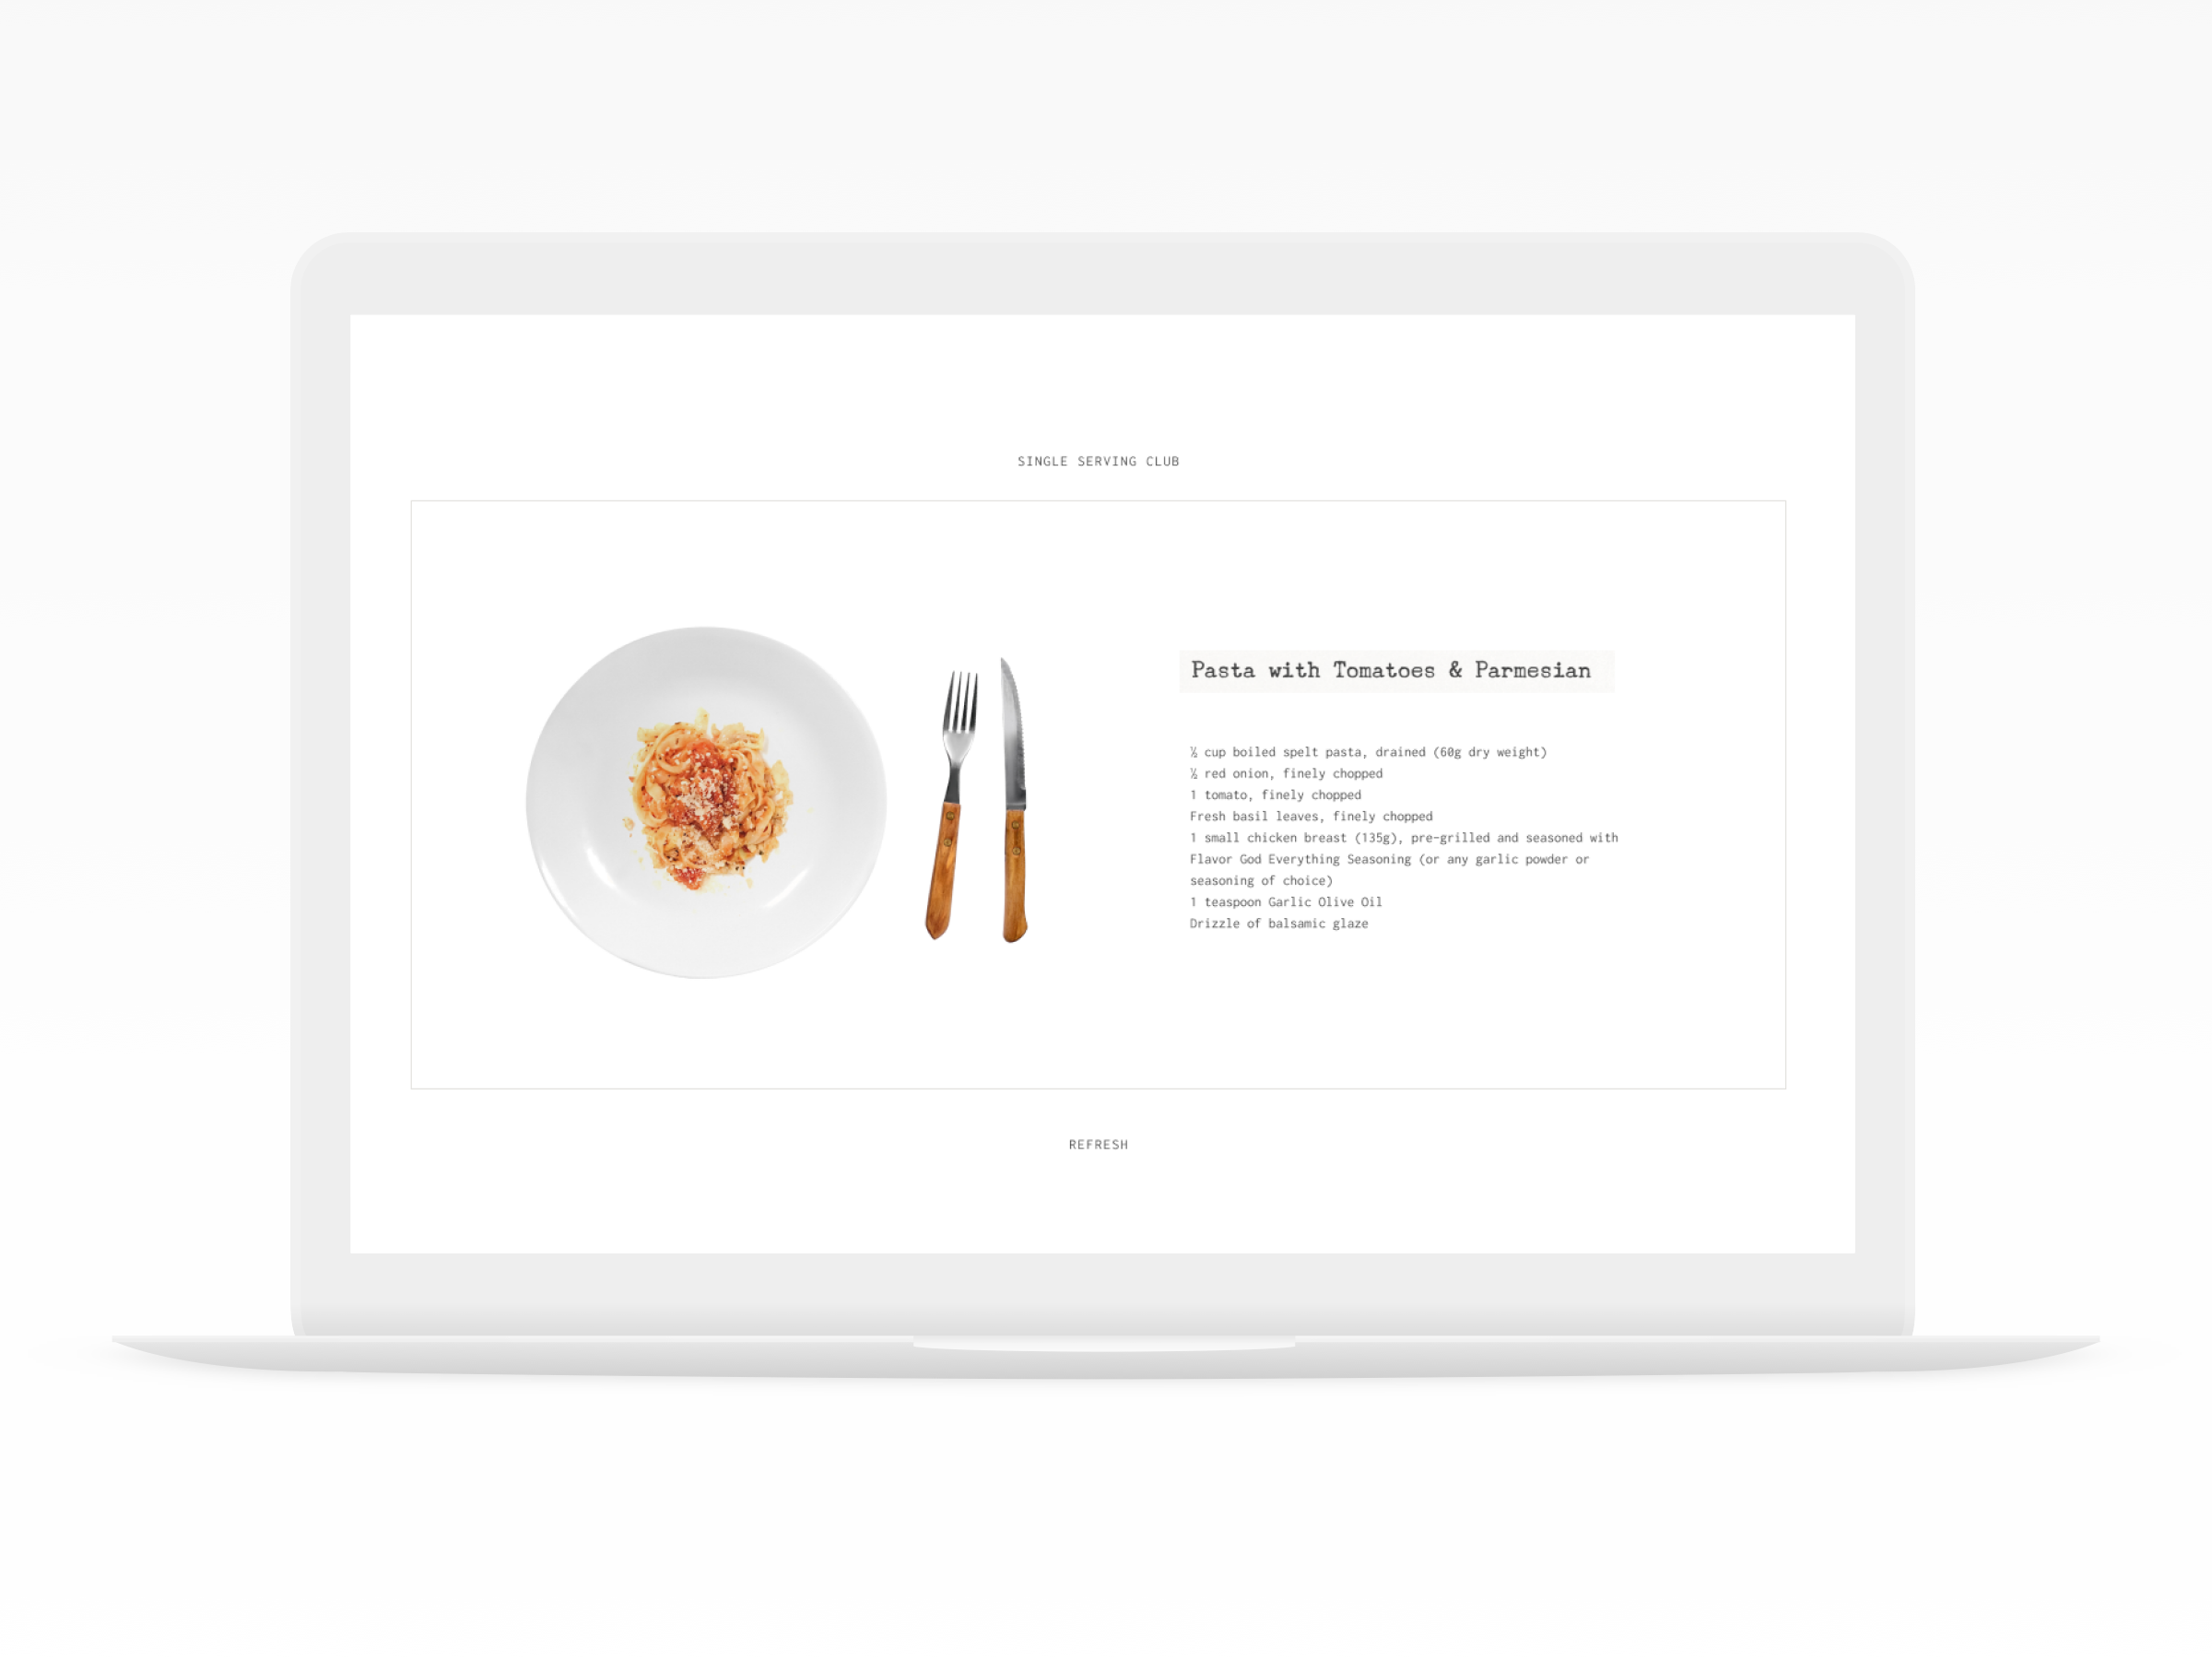 SINGLE SERVING CLUB
Pasta with Tomatoes & Parmesian
½ cup boiled spelt pasta, drained (60g dry weight)
½ red onion, finely chopped
1 tomato, finely chopped
Fresh basil leaves, finely chopped
1 small chicken breast (135g), pre-grilled and seasoned with
Flavor God Everything Seasoning (or any garlic powder or
seasoning of choice)
1 teaspoon Garlic Olive Oil
Drizzle of balsamic glaze
REFRESH